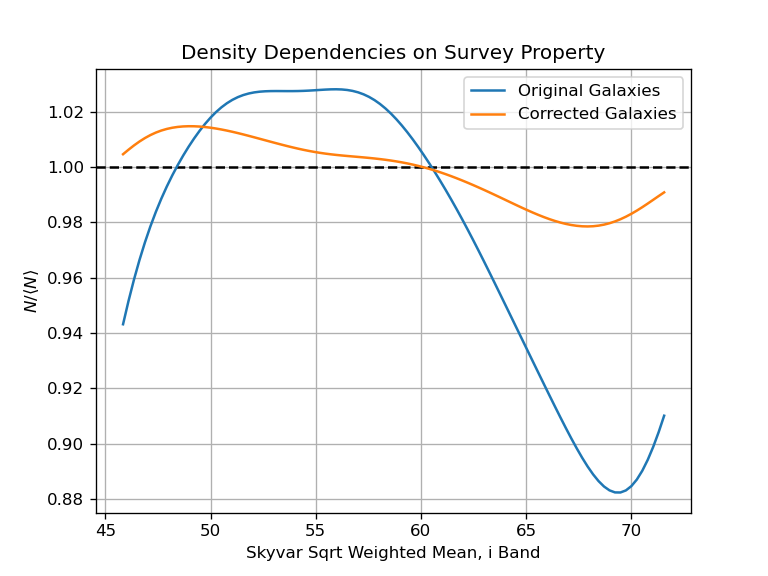 Density Dependencies on Survey Property
Original Galaxies
Corrected Galaxies
1.02
1.00
0.98
0.96
0.94
0.92
0.90
0.88
N/⟨N⟩
45 50 55 60 65 70
Skyvar Sqrt Weighted Mean, i Band